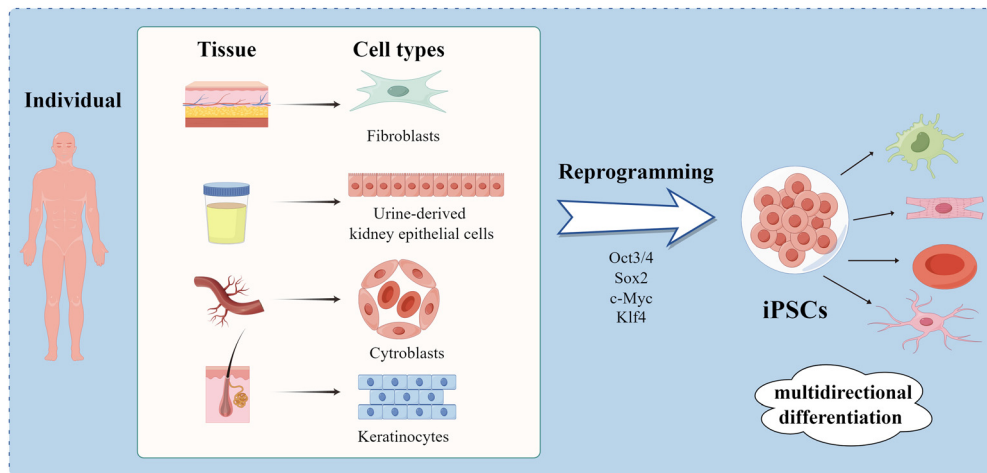 Individual
Tissue
Cell types
Fibroblasts
Urine-derived
kidney epithelial cells
Cytroblasts
Keratinocytes
Reprogramming
Oct3/4
Sox2
c-Myc
Klf4
iPSCs
multidirectional
differentiation